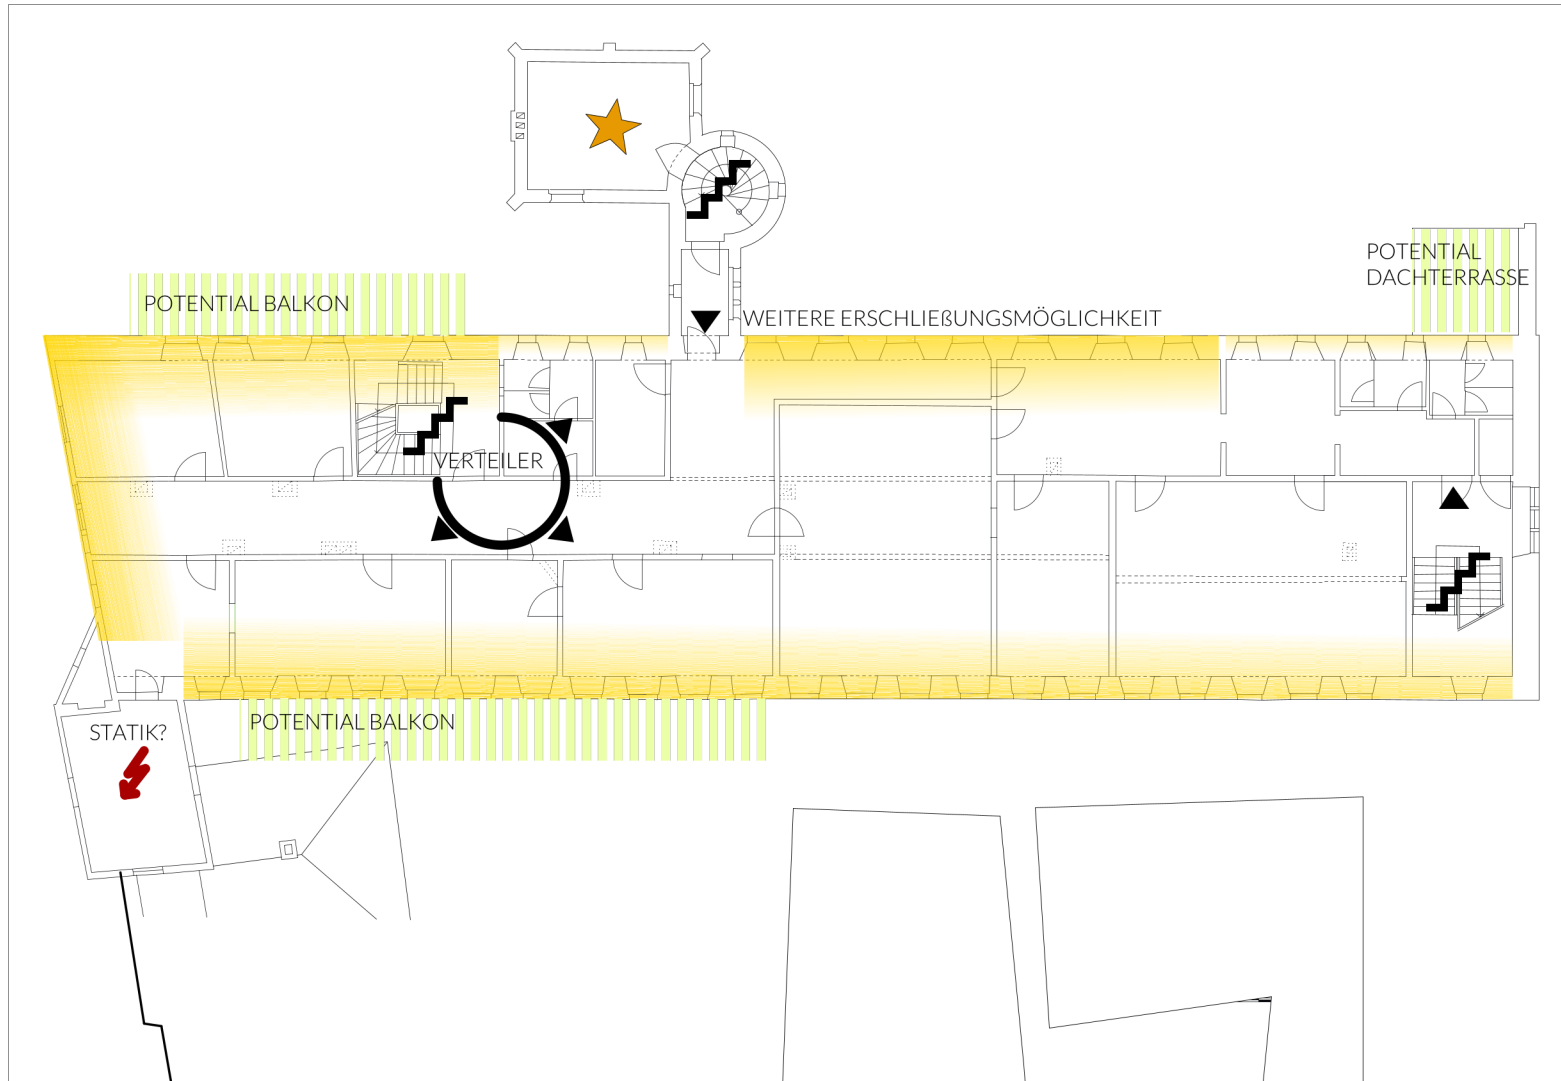 POTENTIAL
DACHTERRASSE
POTENTIAL BALKON
WEITERE ERSCHLIEßUNGSMÖGLICHKEIT
VERTEILER
POTENTIAL BALKON
STATIK?